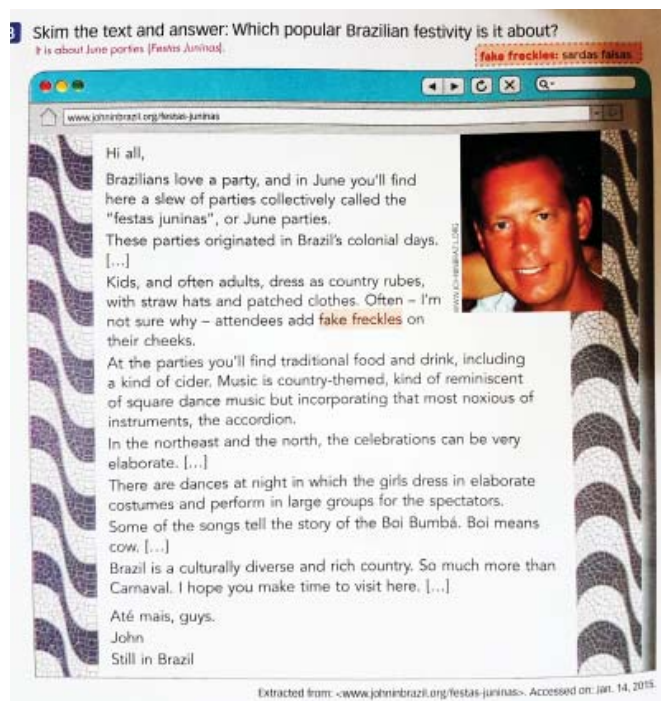 Skim the text and answer: Which popular Brazilian festivity is it about?
It is about June parties (Festas Juninas).
fake freckles: sardas falsas
www.johninbrazil.org/festas-juninas
Hi all,
Brazilians love a party, and in June you'll find
here a slew of parties collectively called the
"festas juninas", or June parties.
These parties originated in Brazil's colonial days.
[...]
Kids, and often adults, dress as country rubes,
with straw hats and patched clothes. Often – I'm
not sure why – attendees add fake freckles on
their cheeks.
WWW.JOHNINBRAZIL.ORG
At the parties you'll find traditional food and drink, including
a kind of cider. Music is country-themed, kind of reminiscent
of square dance music but incorporating that most noxious of
instruments, the accordion.
In the northeast and the north, the celebrations can be very
elaborate. [...]
There are dances at night in which the girls dress in elaborate
costumes and perform in large groups for the spectators.
Some of the songs tell the story of the Boi Bumbá. Boi means
cow. [...]
Brazil is a culturally diverse and rich country. So much more than
Carnaval. I hope you make time to visit here. [...]
Até mais, guys.
John
Still in Brazil
Extracted from: <www.johninbrazil.org/festas-juninas>. Accessed on: Jan. 14, 2015.